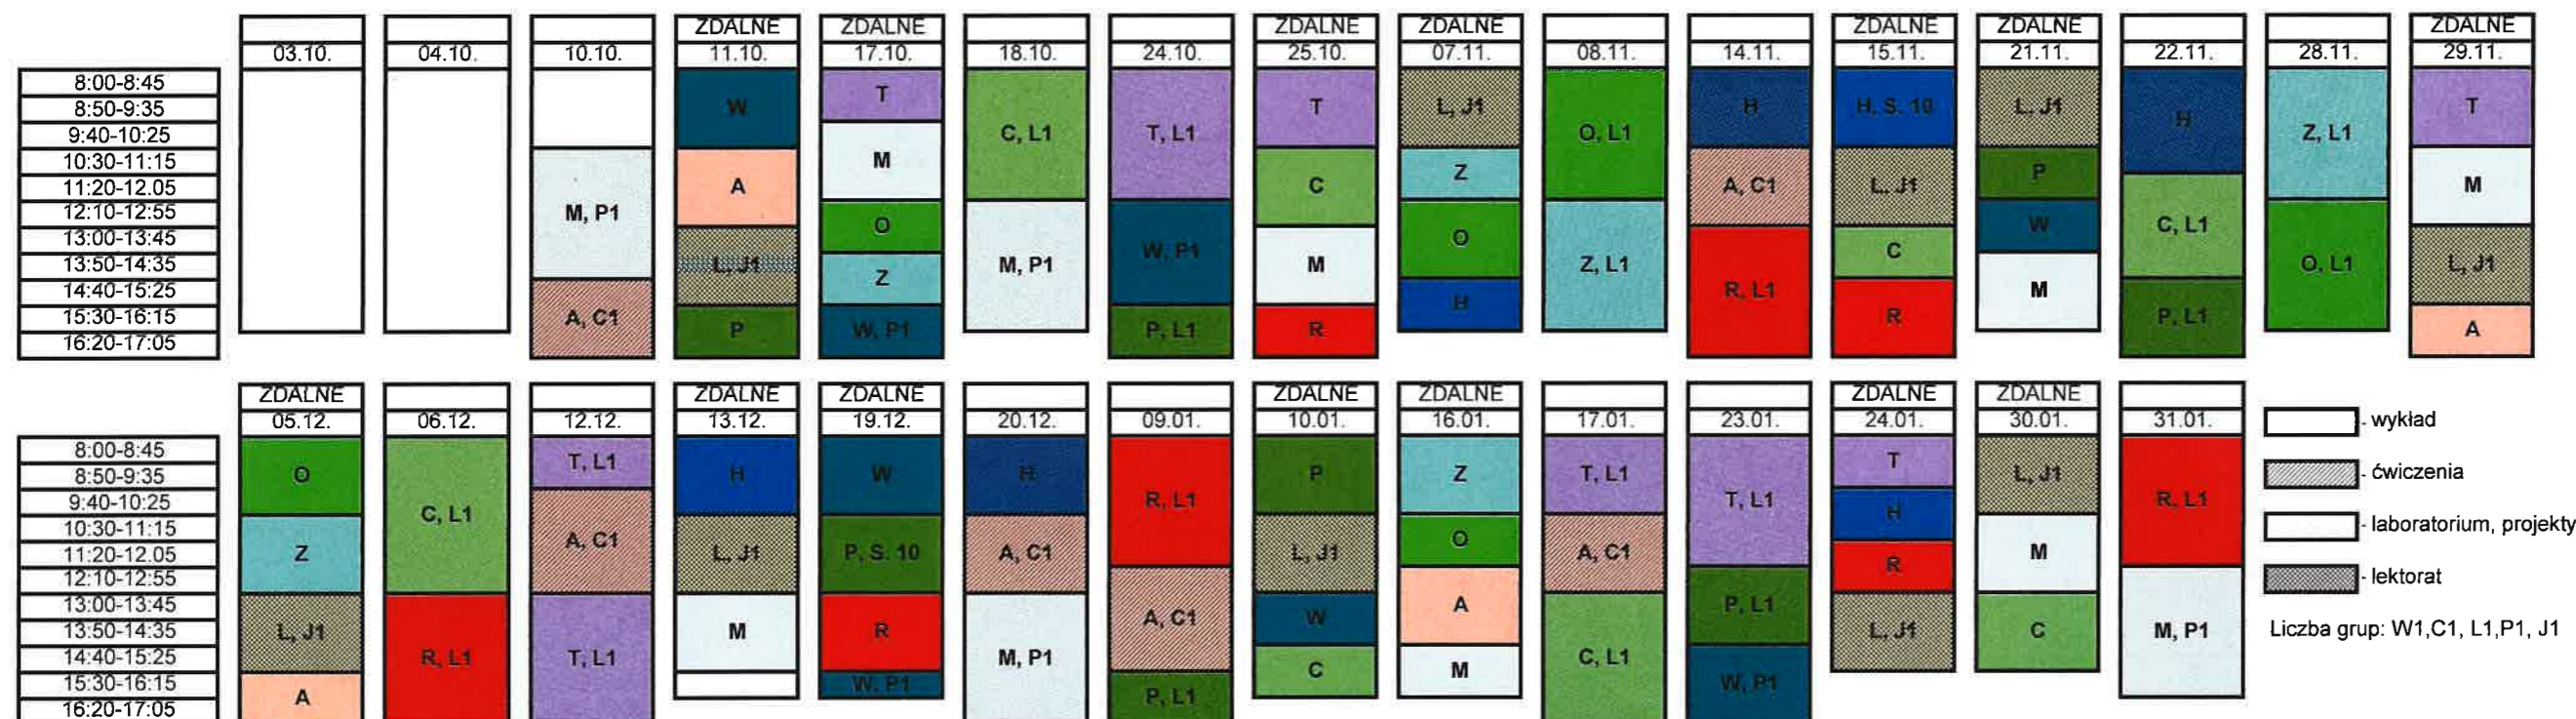 ZDALNE ZDALNE ZDALNE ZDALNE ZDALNE ZDALNE ZDALNE
03.10. 04.10. 10.10. 11.10. 17.10. 18.10. 24.10. 25.10. 07.11. 08.11. 14.11. 15.11. 21.11. 22.11. 28.11. 29.11.
8:00-8:45
8:50-9:35
9:40-10:25
10:30-11:15
11:20-12.05
12:10-12:55
13:00-13:45
13:50-14:35
14:40-15:25
15:30-16:15
16:20-17:05
M, P1
A, C1
W
A
L, J1
P
T
M
O
Z
W, P1
C, L1
M, P1
T, L1
W, P1
P, L1
T
C
M
R
L, J1
Z
O
H
O, L1
Z, L1
H
A, C1
R, L1
H, S. 10
L, J1
C
R
L, J1
P
W
M
H
C, L1
P, L1
Z, L1
O, L1
T
M
L, J1
A
ZDALNE ZDALNE ZDALNE ZDALNE ZDALNE ZDALNE ZDALNE
05.12. 06.12. 12.12. 13.12. 19.12. 20.12. 09.01. 10.01. 16.01. 17.01. 23.01. 24.01. 30.01. 31.01.
8:00-8:45
8:50-9:35
9:40-10:25
10:30-11:15
11:20-12.05
12:10-12:55
13:00-13:45
13:50-14:35
14:40-15:25
15:30-16:15
16:20-17:05
O
Z
L, J1
A
C, L1
R, L1
T, L1
A, C1
T, L1
H
L, J1
M
W
P, S. 10
R
W, P1
H
A, C1
M, P1
R, L1
A, C1
P, L1
P
L, J1
W
C
Z
O
A
M
T, L1
A, C1
C, L1
T, L1
P, L1
W, P1
T
H
R
L, J1
L, J1
M
C
R, L1
M, P1
- wykład
- ćwiczenia
- laboratorium, projekty
- lektorat
Liczba grup: W1,C1, L1,P1, J1